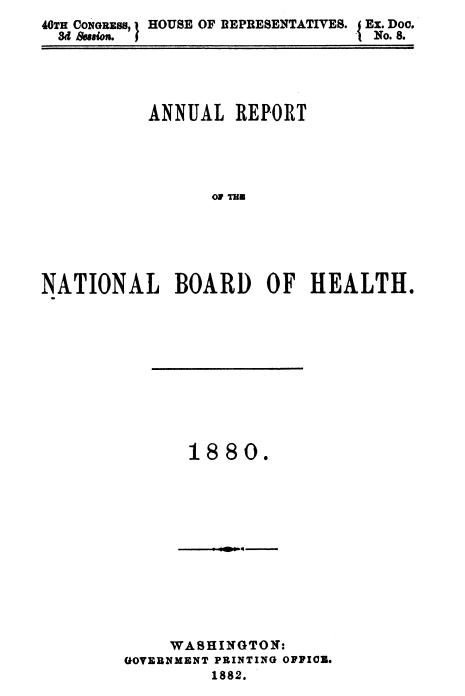 46TH CONGRESS, } HOUSE OF REPRESENTATIVES. { Ex. Doc.
3d Session. } { No. 8.
ANNUAL REPORT
OF THE
NATIONAL BOARD OF HEALTH.
1880.
WASHINGTON:
GOVERNMENT PRINTING OFFICE.
1882.